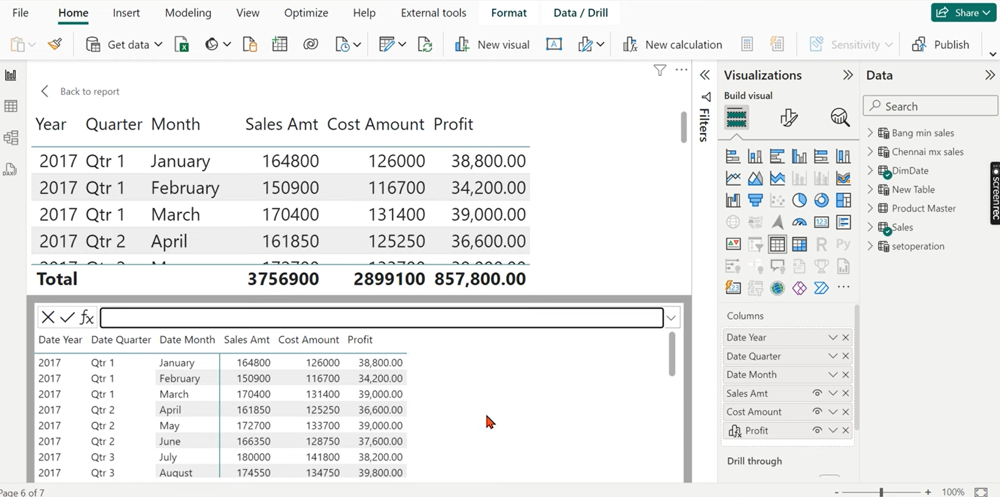 File Home Insert Modeling View Optimize Help External tools Format Data / Drill Share
Get data New visual New calculation Sensitivity Publish
Back to report
Year Quarter Month Sales Amt Cost Amount Profit
2017 Qtr 1 January 164800 126000 38,800.00
2017 Qtr 1 February 150900 116700 34,200.00
2017 Qtr 1 March 170400 131400 39,000.00
2017 Qtr 2 April 161850 125250 36,600.00
Total 3756900 2899100 857,800.00
fx
Date Year Date Quarter Date Month Sales Amt Cost Amount Profit
2017 Qtr 1 January 164800 126000 38,800.00
2017 Qtr 1 February 150900 116700 34,200.00
2017 Qtr 1 March 170400 131400 39,000.00
2017 Qtr 2 April 161850 125250 36,600.00
2017 Qtr 2 May 172700 133700 39,000.00
2017 Qtr 2 June 166350 128750 37,600.00
2017 Qtr 3 July 180000 141800 38,200.00
2017 Qtr 3 August 174550 134750 39,800.00
Page 6 of 7
Filters
Visualizations
Build visual
123
R Py
123
Columns
Date Year
Date Quarter
Date Month
Sales Amt
Cost Amount
Profit
Drill through
Data
Search
Bang min sales
Chennai mx sales
DimDate
New Table
Product Master
Sales
setoperation
screenrec
DAX
- + 100%